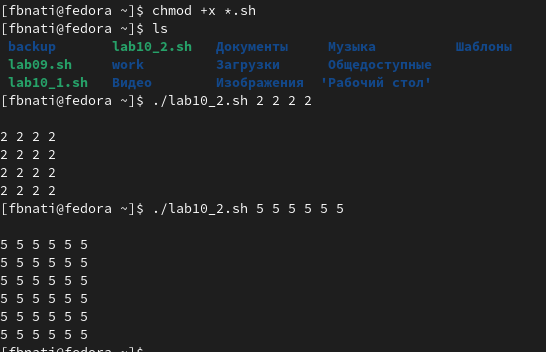 [fbnati@fedora ~]$ chmod +x *.sh
[fbnati@fedora ~]$ ls
backup lab10_2.sh Документы Музыка Шаблоны
lab09.sh work Загрузки Общедоступные
lab10_1.sh Видео Изображения 'Рабочий стол'
[fbnati@fedora ~]$ ./lab10_2.sh 2 2 2 2
2 2 2 2
2 2 2 2
2 2 2 2
2 2 2 2
[fbnati@fedora ~]$ ./lab10_2.sh 5 5 5 5 5 5
5 5 5 5 5 5
5 5 5 5 5 5
5 5 5 5 5 5
5 5 5 5 5 5
5 5 5 5 5 5
5 5 5 5 5 5
[fbnati@fedora ~]$